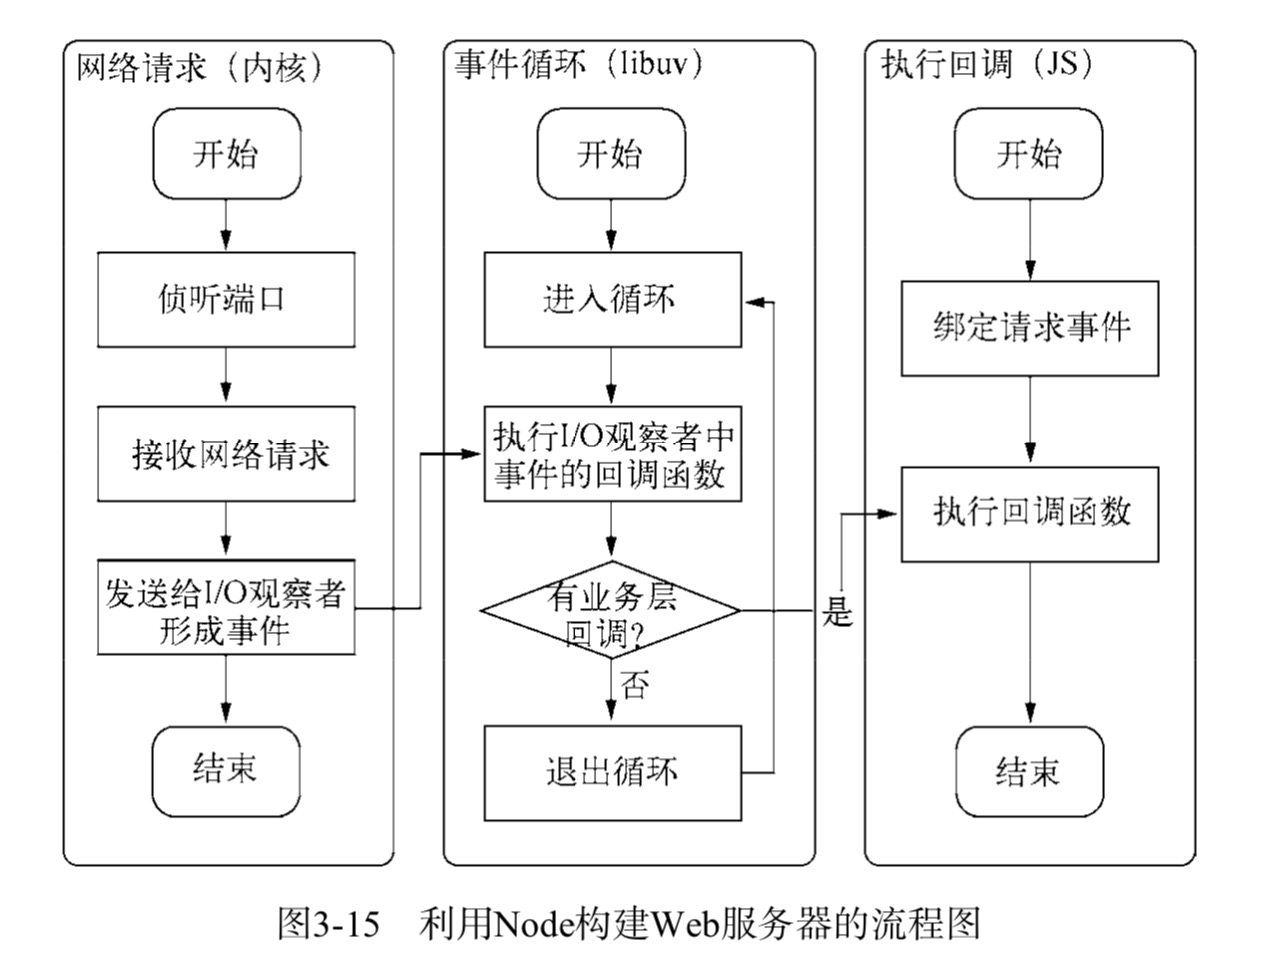 网络请求（内核）
开始
侦听端口
接收网络请求
发送给I/O观察者
形成事件
结束
事件循环（libuv）
开始
进入循环
执行I/O观察者中
事件的回调函数
有业务层
回调?
否
退出循环
是
执行回调（JS）
开始
绑定请求事件
执行回调函数
结束
图3-15 利用Node构建Web服务器的流程图